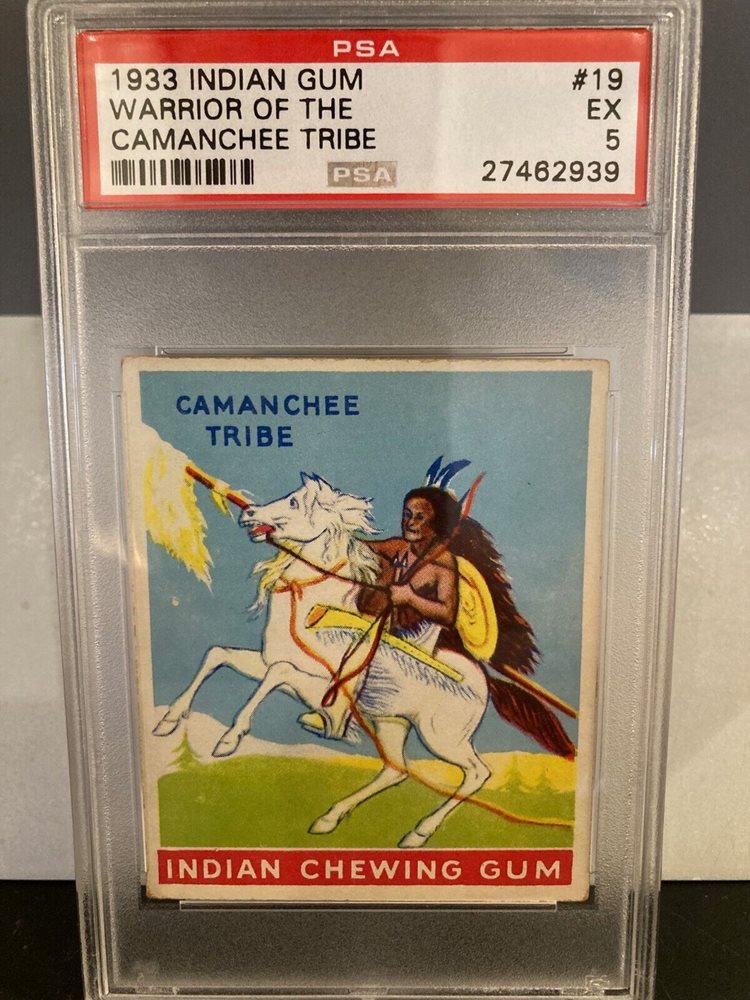 PSA
1933 INDIAN GUM #19
WARRIOR OF THE EX
CAMANCHEE TRIBE 5
PSA 27462939
CAMANCHEE
TRIBE
INDIAN CHEWING GUM